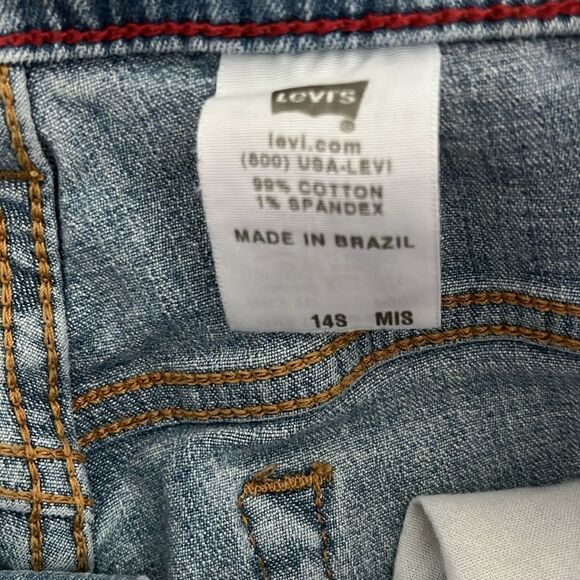 LEVI'S
®
levi.com
(800) USA-LEVI
99% COTTON
1% SPANDEX
MADE IN BRAZIL
14S MIS